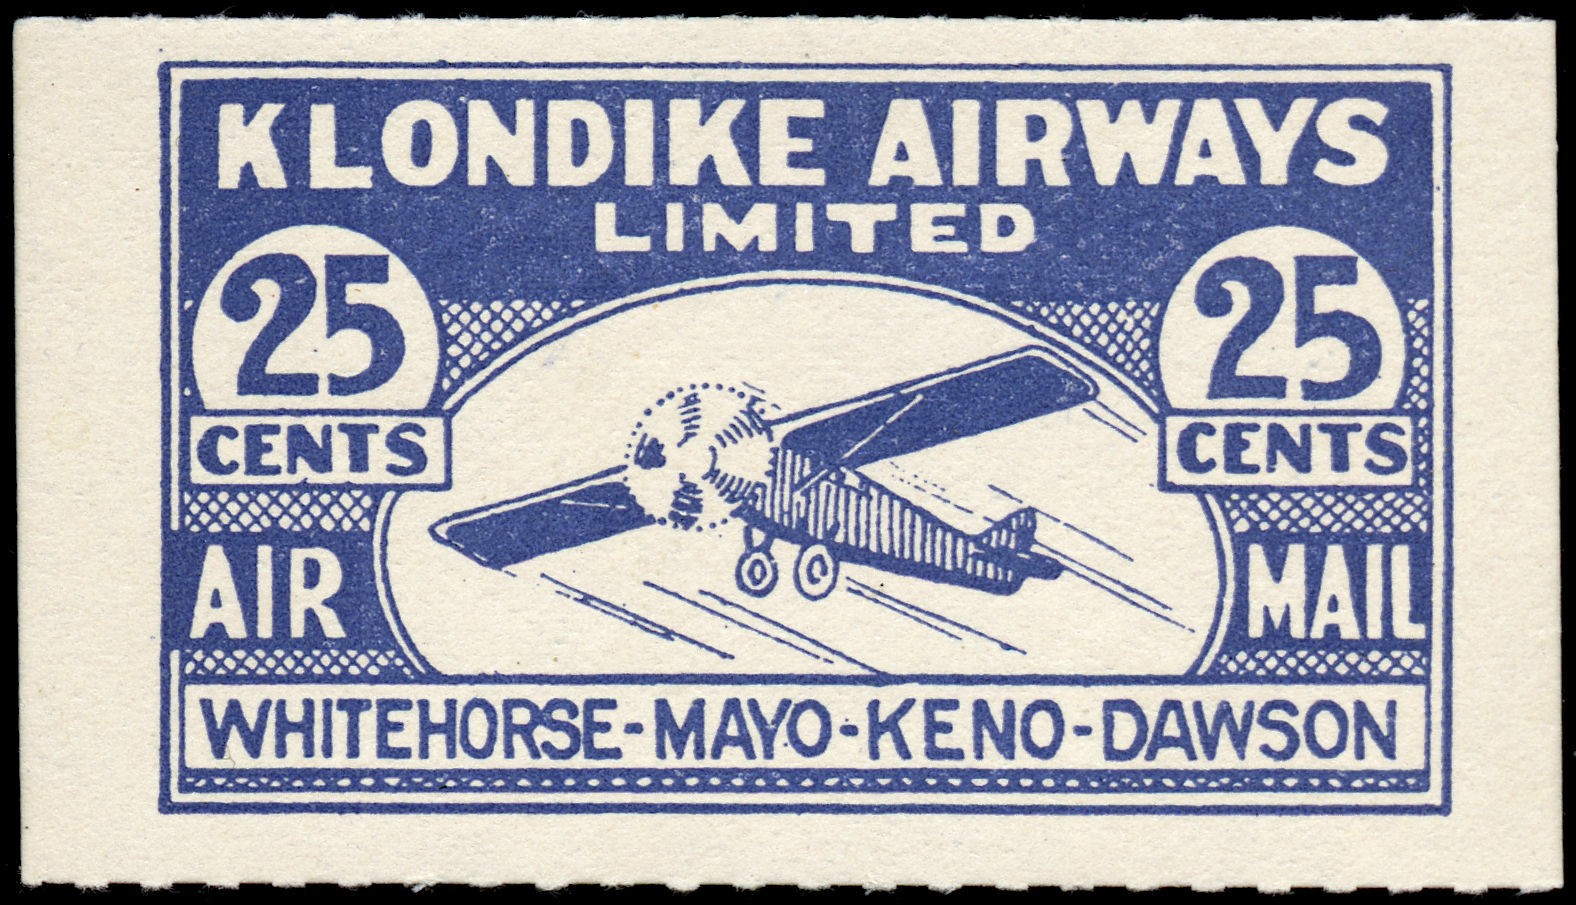 KLONDIKE AIRWAYS
LIMITED
25 25
CENTS CENTS
AIR MAIL
WHITEHORSE-MAYO-KENO-DAWSON